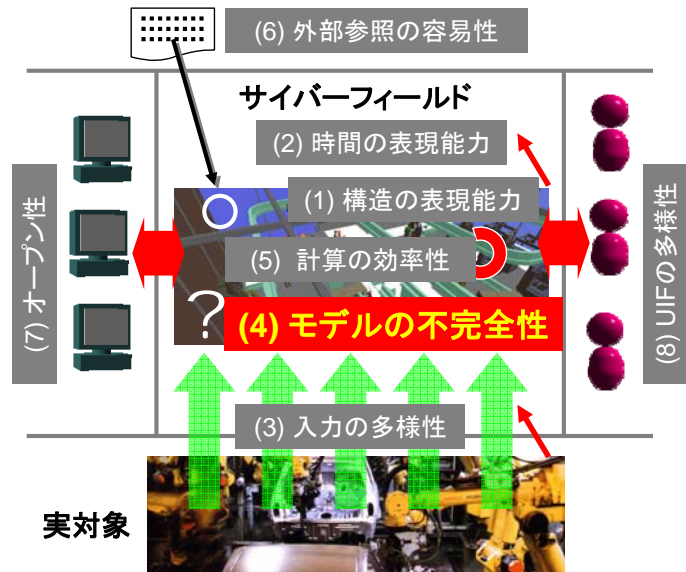 (6) 外部参照の容易性
サイバーフィールド
(2) 時間の表現能力
(1) 構造の表現能力
(5) 計算の効率性
?
(4) モデルの不完全性
(7) オープン性
(8) UIFの多様性
(3) 入力の多様性
実対象